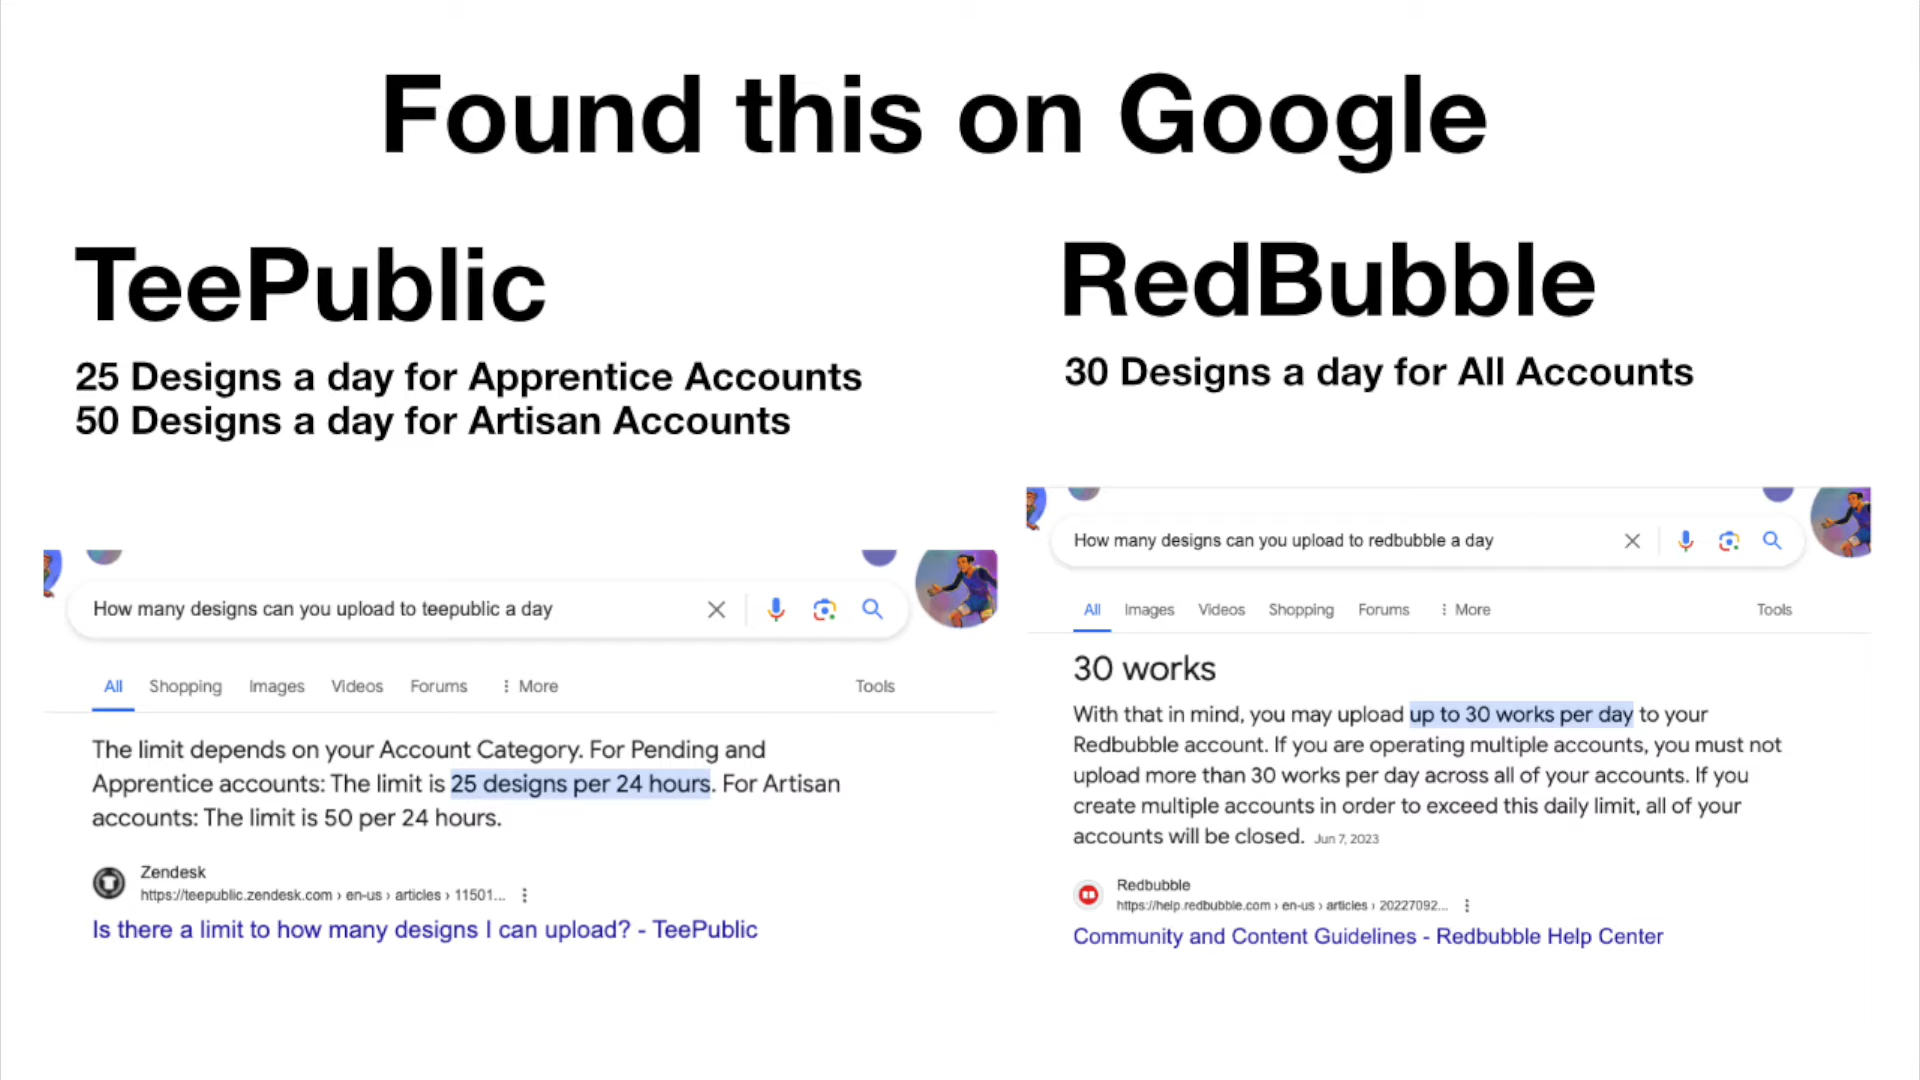 Found this on Google
TeePublic
25 Designs a day for Apprentice Accounts
50 Designs a day for Artisan Accounts
How many designs can you upload to teepublic a day
All Shopping Images Videos Forums More Tools
The limit depends on your Account Category. For Pending and
Apprentice accounts: The limit is 25 designs per 24 hours. For Artisan
accounts: The limit is 50 per 24 hours.
Zendesk
https://teepublic.zendesk.com › en-us › articles › 11501...
Is there a limit to how many designs I can upload? - TeePublic
RedBubble
30 Designs a day for All Accounts
How many designs can you upload to redbubble a day
All Images Videos Shopping Forums More Tools
30 works
With that in mind, you may upload up to 30 works per day to your
Redbubble account. If you are operating multiple accounts, you must not
upload more than 30 works per day across all of your accounts. If you
create multiple accounts in order to exceed this daily limit, all of your
accounts will be closed. Jun 7, 2023
Redbubble
https://help.redbubble.com › en-us › articles › 20227092...
Community and Content Guidelines - Redbubble Help Center